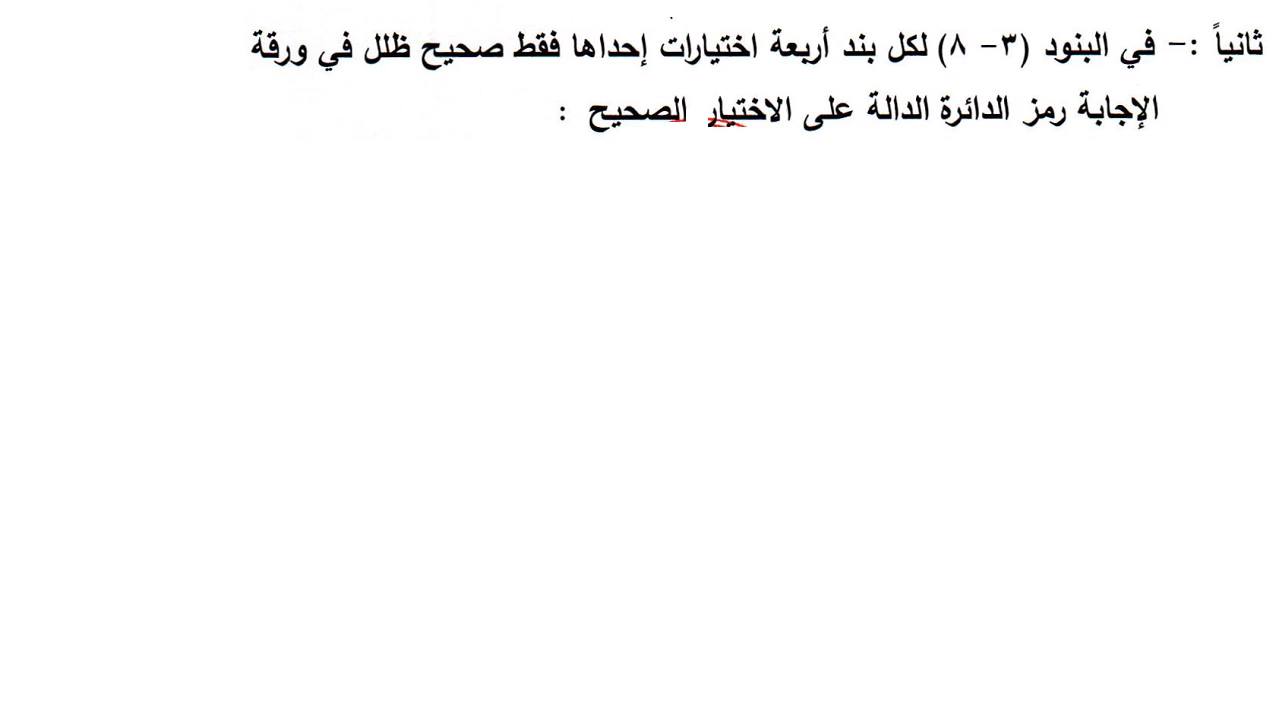 ثانياً :- في البنود (٣- ٨) لكل بند أربعة اختيارات إحداها فقط صحيح ظلل في ورقة
الإجابة رمز الدائرة الدالة على الاختيار الصحيح :